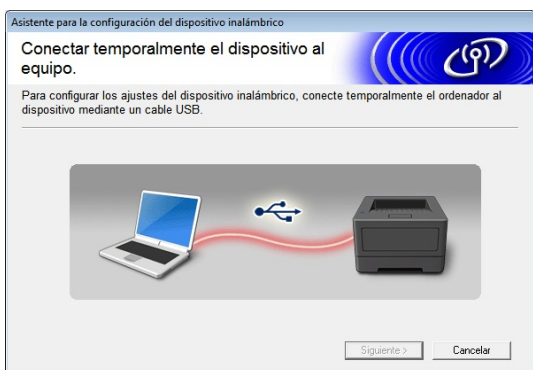 Asistente para la configuración del dispositivo inalámbrico
Conectar temporalmente el dispositivo al
equipo.
Para configurar los ajustes del dispositivo inalámbrico, conecte temporalmente el ordenador al
dispositivo mediante un cable USB.
Siguiente >
Cancelar